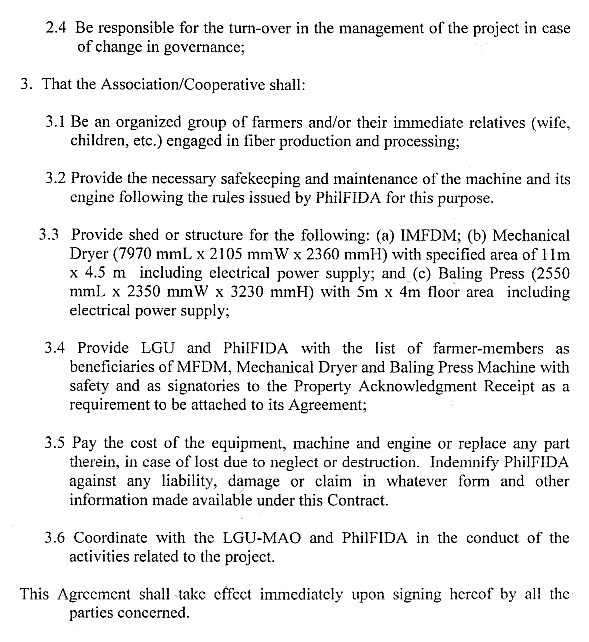 2.4 Be responsible for the turn-over in the management of the project in case
of change in governance;
3. That the Association/Cooperative shall:
3.1 Be an organized group of farmers and/or their immediate relatives (wife,
children, etc.) engaged in fiber production and processing;
3.2 Provide the necessary safekeeping and maintenance of the machine and its
engine following the rules issued by PhilFIDA for this purpose.
3.3 Provide shed or structure for the following: (a) IMFDM; (b) Mechanical
Dryer (7970 mmL x 2105 mmW x 2360 mmH) with specified area of 11m
x 4.5 m including electrical power supply; and (c) Baling Press (2550
mmL x 2350 mmW x 3230 mmH) with 5m x 4m floor area including
electrical power supply;
3.4 Provide LGU and PhilFIDA with the list of farmer-members as
beneficiaries of MFDM, Mechanical Dryer and Baling Press Machine with
safety and as signatories to the Property Acknowledgment Receipt as a
requirement to be attached to its Agreement;
3.5 Pay the cost of the equipment, machine and engine or replace any part
therein, in case of lost due to neglect or destruction. Indemnify PhilFIDA
against any liability, damage or claim in whatever form and other
information made available under this Contract.
3.6 Coordinate with the LGU-MAO and PhilFIDA in the conduct of the
activities related to the project.
This Agreement shall take effect immediately upon signing hereof by all the
parties concerned.